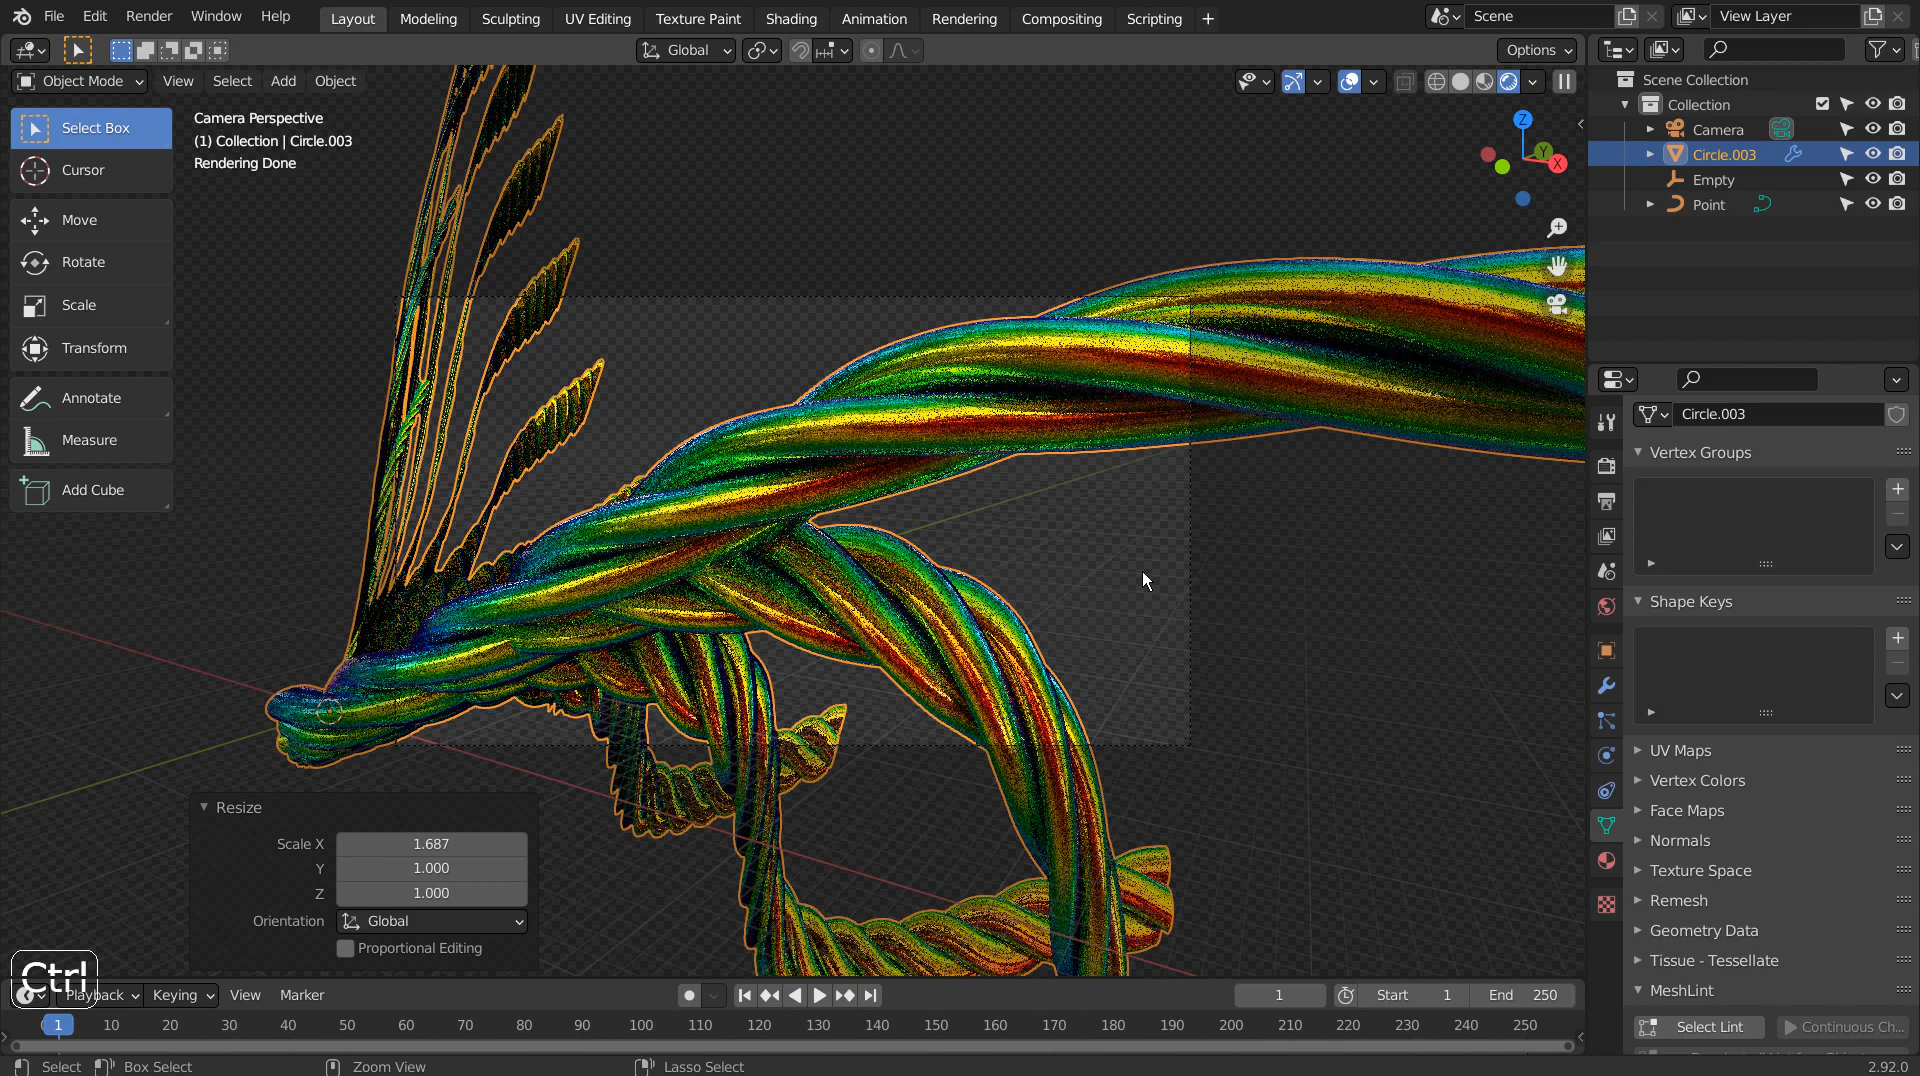 File Edit Render Window Help Layout Modeling Sculpting UV Editing Texture Paint Shading Animation Rendering Compositing Scripting + Scene View Layer
Global Options
Object Mode View Select Add Object
Select Box
Cursor
Move
Rotate
Scale
Transform
Annotate
Measure
Add Cube
Camera Perspective
(1) Collection | Circle.003
Rendering Done
Z
Y
X
Scene Collection
Collection
Camera
Circle.003
Empty
Point
Circle.003
Vertex Groups
Shape Keys
UV Maps
Vertex Colors
Face Maps
Normals
Texture Space
Remesh
Geometry Data
Tissue - Tessellate
MeshLint
Select Lint Continuous Ch...
Resize
Scale X 1.687
Y 1.000
Z 1.000
Orientation Global
Proportional Editing
Ctrl
Playback Keying View Marker 1 Start 1 End 250
1 10 20 30 40 50 60 70 80 90 100 110 120 130 140 150 160 170 180 190 200 210 220 230 240 250
Select Box Select Zoom View Lasso Select 2.92.0